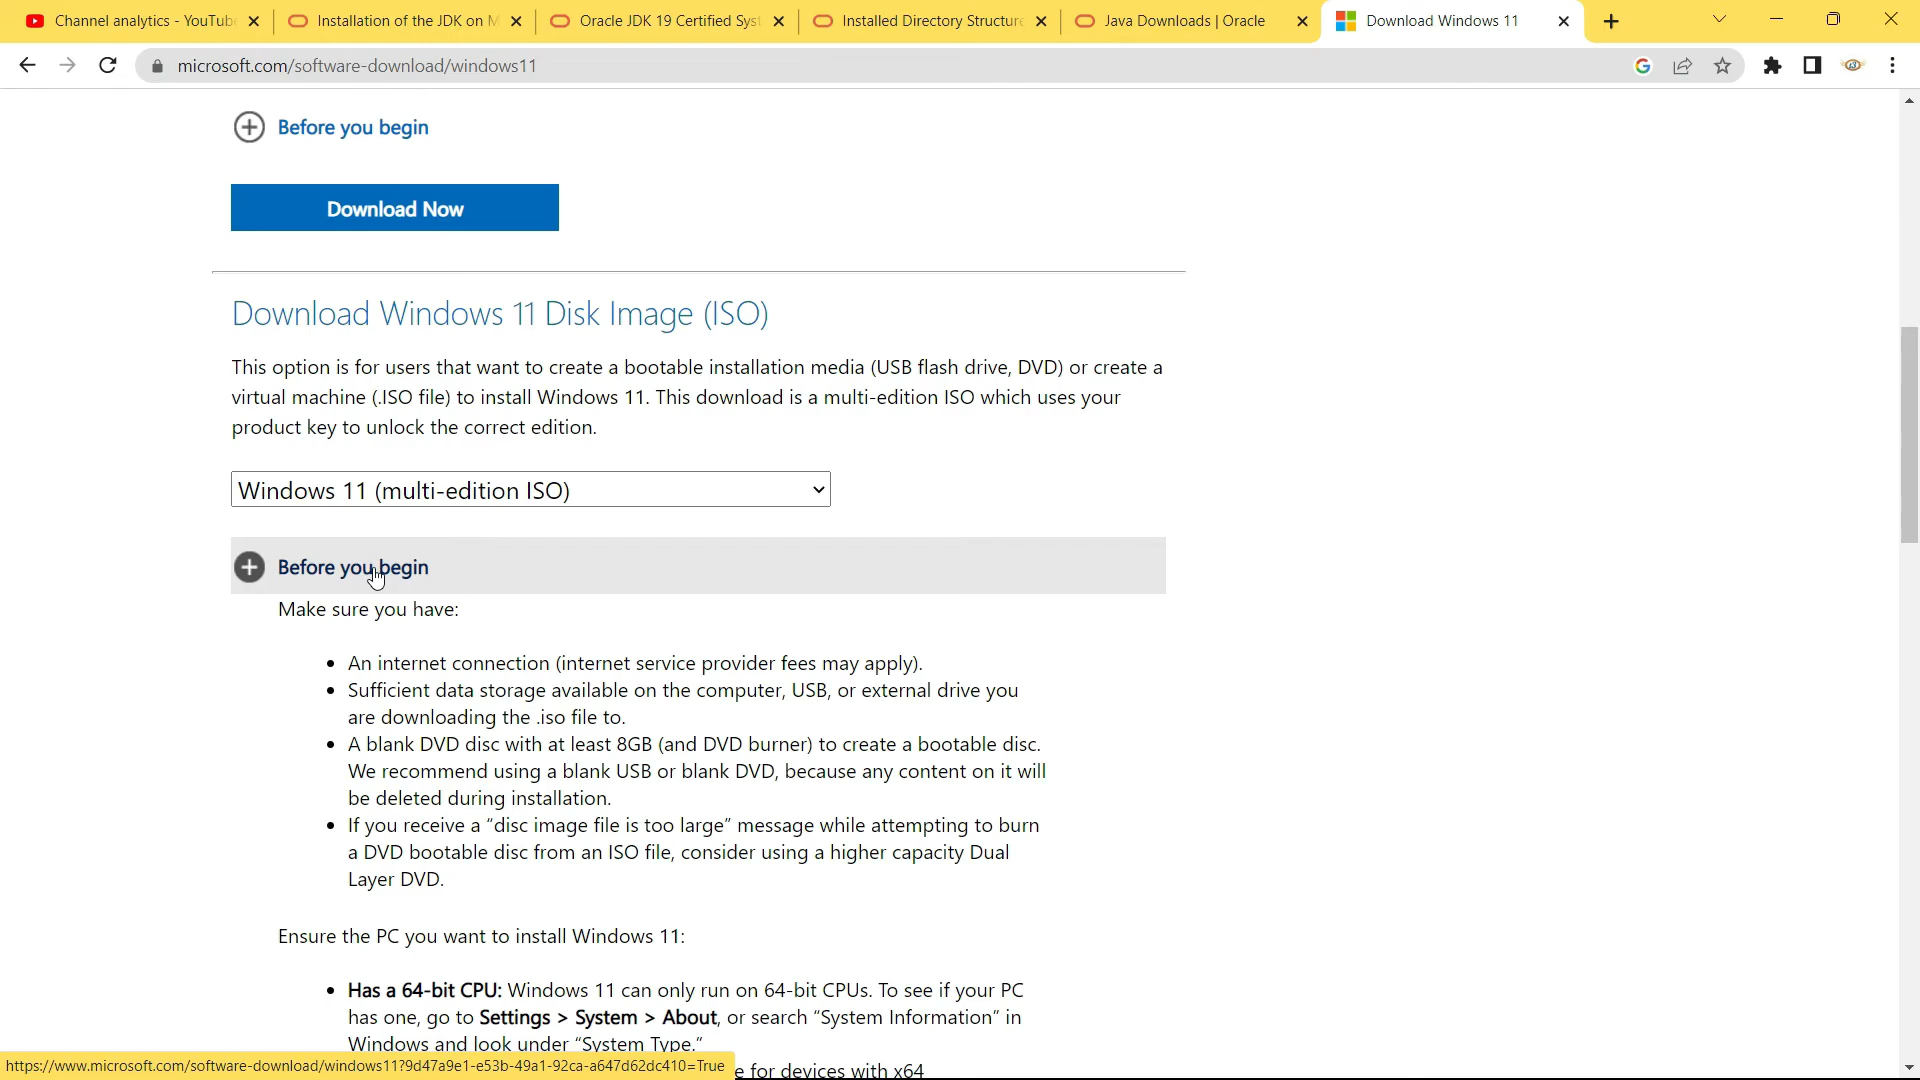 Channel analytics - YouTub
Installation of the JDK on M
Oracle JDK 19 Certified Syst
Installed Directory Structure
Java Downloads | Oracle
Download Windows 11
microsoft.com/software-download/windows11
Before you begin
Download Now
Download Windows 11 Disk Image (ISO)
This option is for users that want to create a bootable installation media (USB flash drive, DVD) or create a
virtual machine (.ISO file) to install Windows 11. This download is a multi-edition ISO which uses your
product key to unlock the correct edition.
Windows 11 (multi-edition ISO)
Before you begin
Make sure you have:
• An internet connection (internet service provider fees may apply).
• Sufficient data storage available on the computer, USB, or external drive you
are downloading the .iso file to.
• A blank DVD disc with at least 8GB (and DVD burner) to create a bootable disc.
We recommend using a blank USB or blank DVD, because any content on it will
be deleted during installation.
• If you receive a “disc image file is too large” message while attempting to burn
a DVD bootable disc from an ISO file, consider using a higher capacity Dual
Layer DVD.
Ensure the PC you want to install Windows 11:
• Has a 64-bit CPU: Windows 11 can only run on 64-bit CPUs. To see if your PC
has one, go to Settings > System > About, or search “System Information” in
Windows and look under “System Type.”
e for devices with x64
https://www.microsoft.com/software-download/windows11?9d47a9e1-e53b-49a1-92ca-a647d62dc410=True